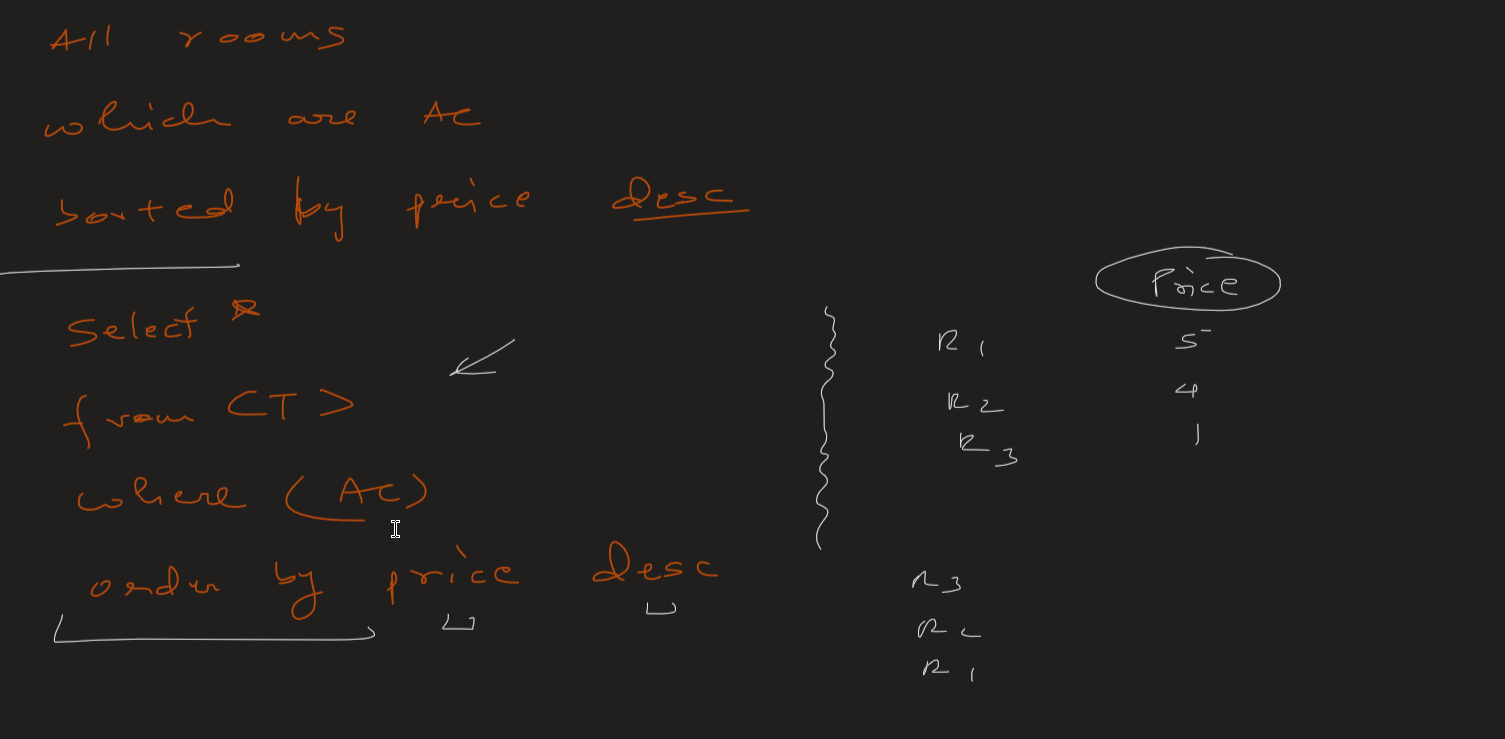 All rooms
which are AC
sorted by price desc
Select *
from <T>
where (AC)
order by price desc
Price
R1 5
R2 4
R3 1
R3
R2
R1